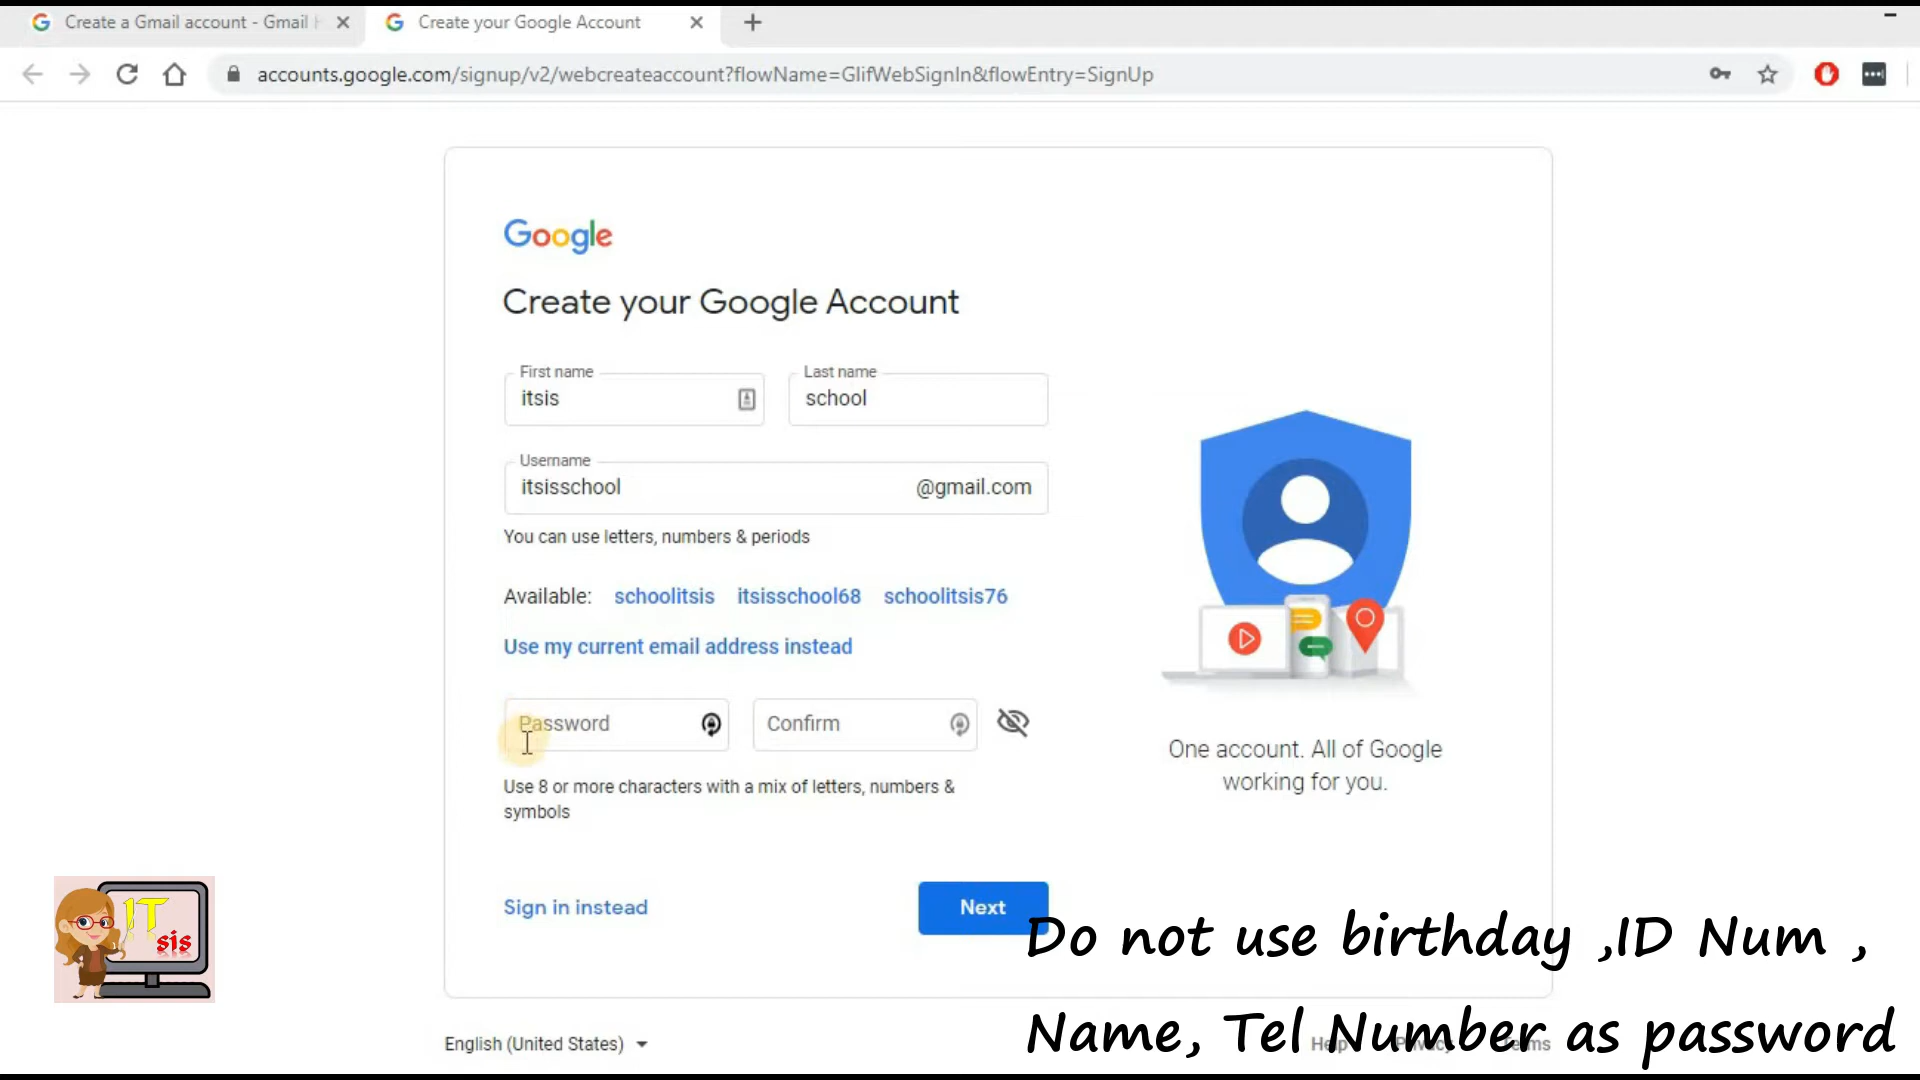 Create a Gmail account - Gmail H
Create your Google Account
accounts.google.com/signup/v2/webcreateaccount?flowName=GlifWebSignIn&flowEntry=SignUp
Google
Create your Google Account
First name
Last name
itsis
school
Username
itsisschool
@gmail.com
You can use letters, numbers & periods
Available: schoolitsis itsisschool68 schoolitsis76
Use my current email address instead
Password
Confirm
Use 8 or more characters with a mix of letters, numbers &
symbols
One account. All of Google
working for you.
Sign in instead
Next
IT
sis
Do not use birthday ,ID Num ,
Name, Tel Number as password
English (United States)
Help
Privacy
Terms